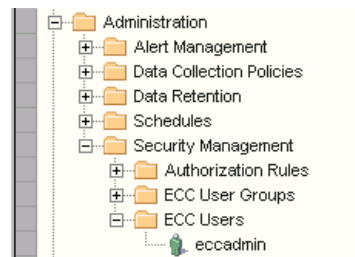 Administration
Alert Management
Data Collection Policies
Data Retention
Schedules
Security Management
Authorization Rules
ECC User Groups
ECC Users
eccadmin